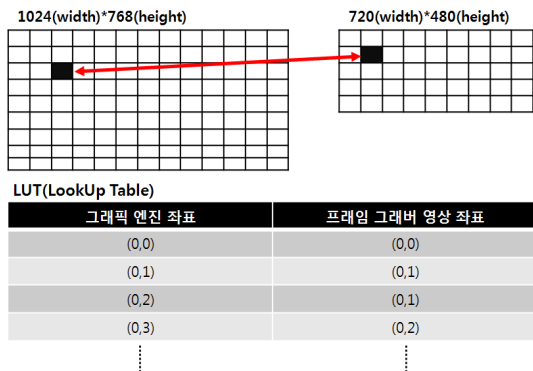 1024(width)*768(height) 720(width)*480(height)
LUT(LookUp Table)
그래픽 엔진 좌표 프래임 그래버 영상 좌표
(0,0) (0,0)
(0,1) (0,1)
(0,2) (0,1)
(0,3) (0,2)